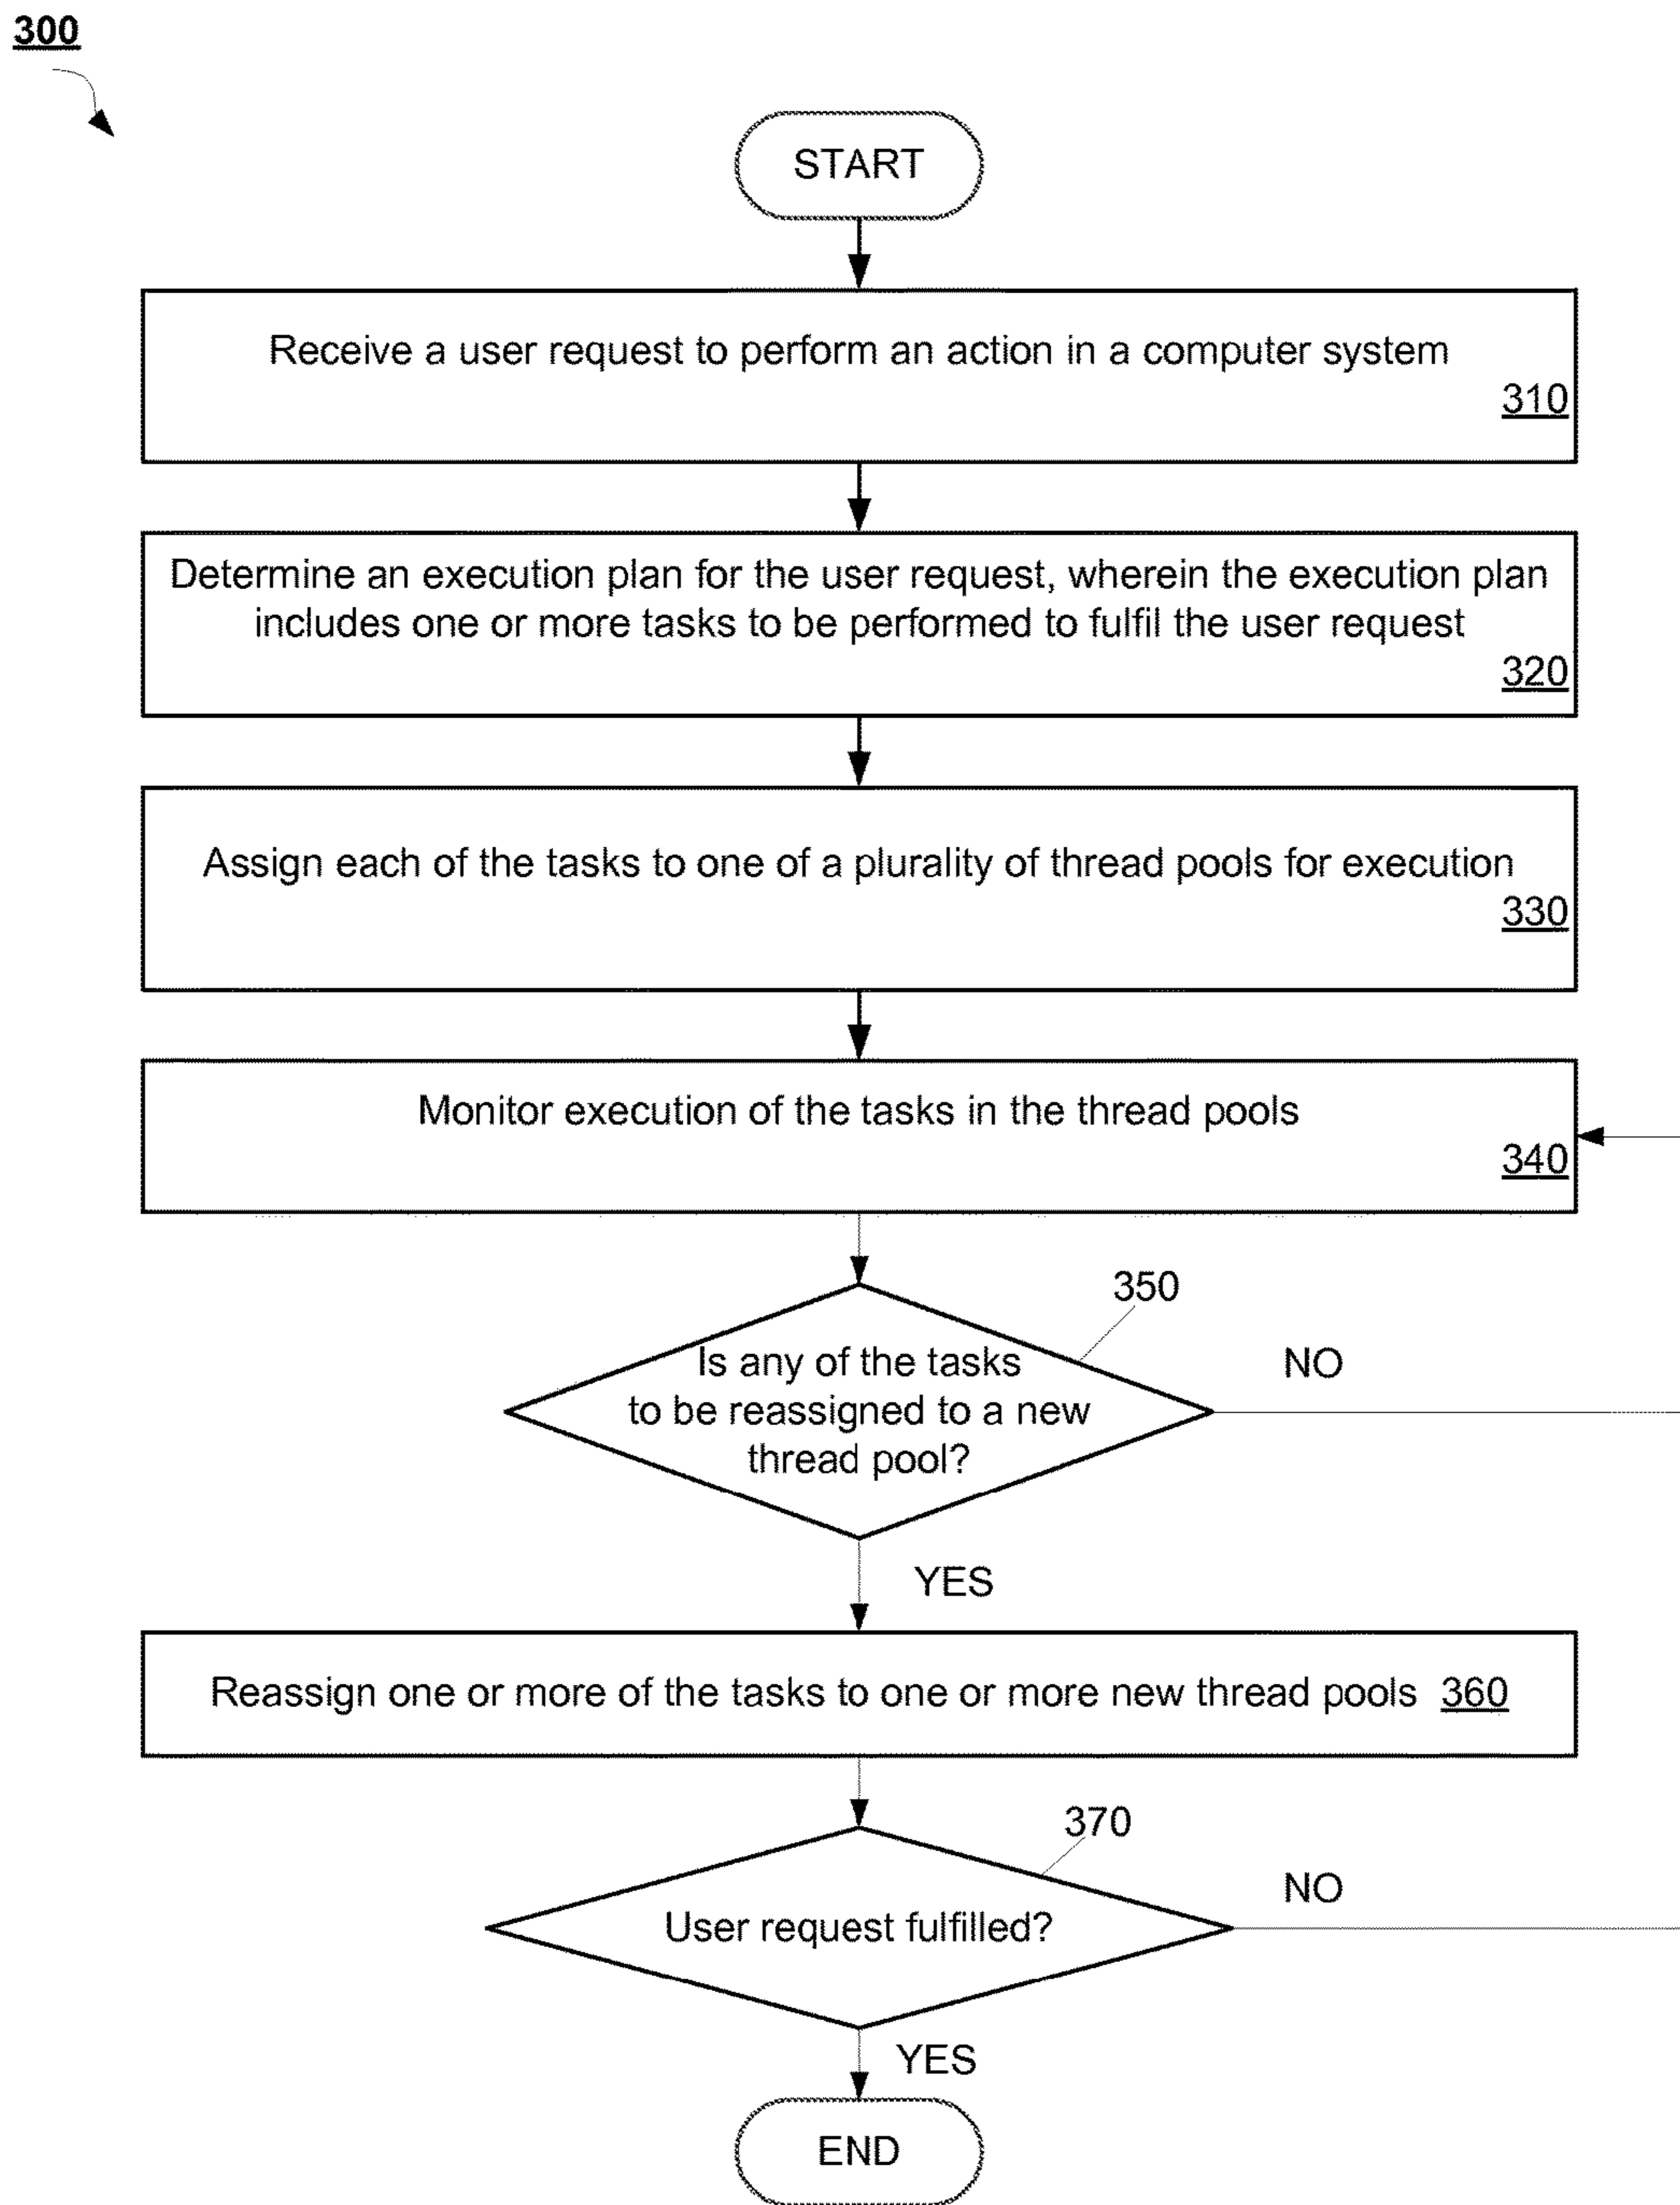 300
START
Receive a user request to perform an action in a computer system
310
Determine an execution plan for the user request, wherein the execution plan
includes one or more tasks to be performed to fulfil the user request
320
Assign each of the tasks to one of a plurality of thread pools for execution
330
Monitor execution of the tasks in the thread pools
340
350
Is any of the tasks
to be reassigned to a new
thread pool?
NO
YES
Reassign one or more of the tasks to one or more new thread pools 360
370
User request fulfilled?
NO
YES
END